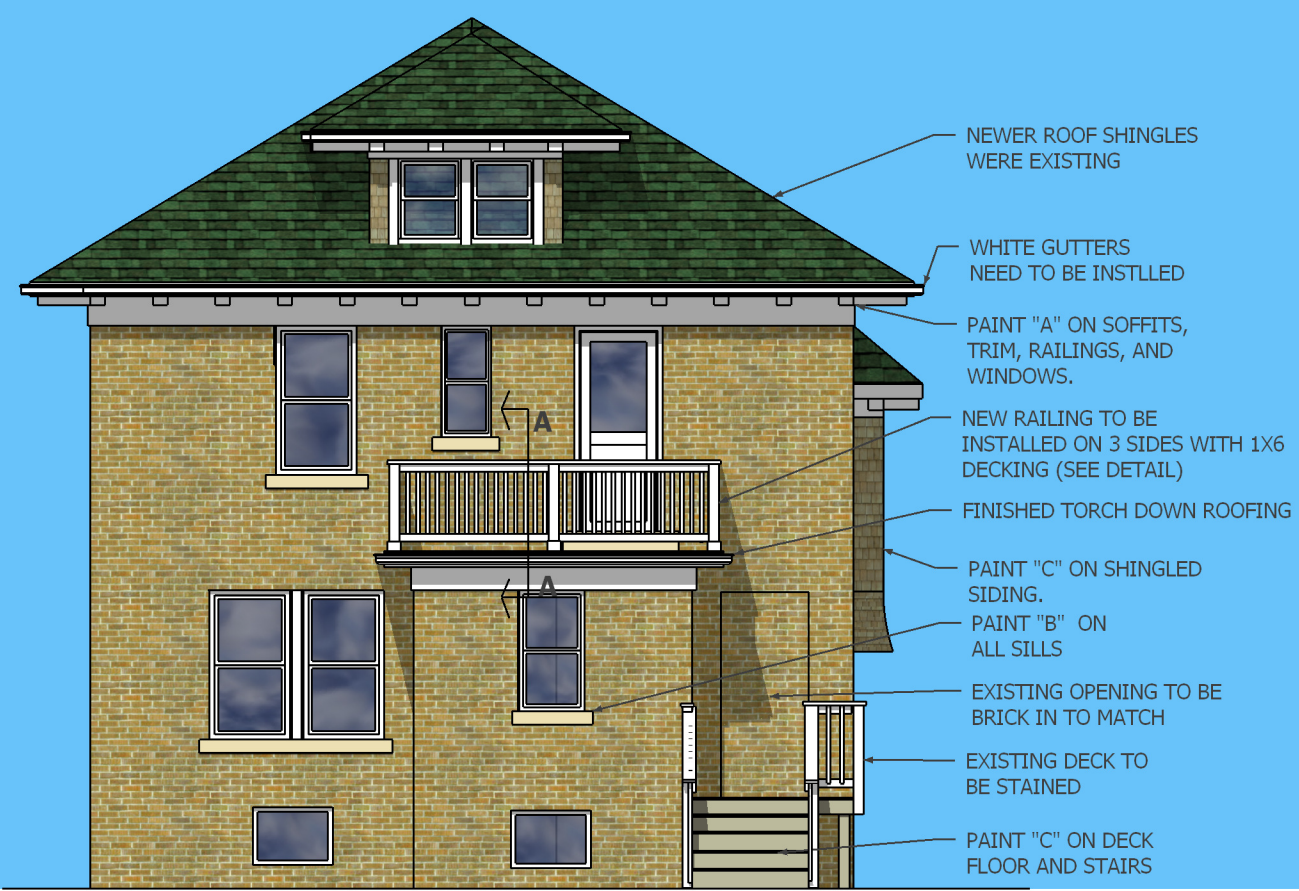 NEWER ROOF SHINGLES
WERE EXISTING
WHITE GUTTERS
NEED TO BE INSTLLED
PAINT "A" ON SOFFITS,
TRIM, RAILINGS, AND
WINDOWS.
NEW RAILING TO BE
INSTALLED ON 3 SIDES WITH 1X6
DECKING (SEE DETAIL)
A
FINISHED TORCH DOWN ROOFING
PAINT "C" ON SHINGLED
SIDING.
A
PAINT "B" ON
ALL SILLS
EXISTING OPENING TO BE
BRICK IN TO MATCH
EXISTING DECK TO
BE STAINED
PAINT "C" ON DECK
FLOOR AND STAIRS